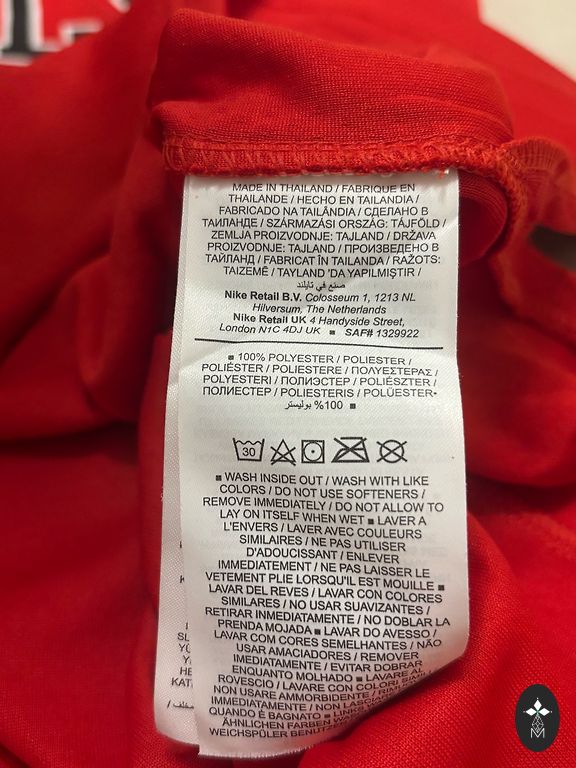 MADE IN THAILAND / FABRIQUÉ EN
THAILANDE / HECHO EN TAILANDIA /
FABRICADO NA TAILÂNDIA / СДЕЛАНО В
ТАИЛАНДЕ / SZÁRMAZÁSI ORSZÁG: TÁJFÖLD /
ZEMLJA PROIZVODNJE: TAJLAND / DRŽAVA
PROIZVODNJE: TAJLAND / ПРОИЗВЕДЕНО В
ТАЙЛАНД / FABRICAT ÎN TAILANDA / RAŽOTS:
TAIZEMĒ / TAYLAND 'DA YAPILMIŞTIR /
صنع في تايلند
Nike Retail B.V. Colosseum 1, 1213 NL
Hilversum, The Netherlands
Nike Retail UK 4 Handyside Street,
London N1C 4DJ UK ■ SAF# 1329922
■ 100% POLYESTER / POLIESTER /
POLIÉSTER / POLIESTERE / ΠΟΛΥΕΣΤΕΡΑΣ /
POLYESTERI / ПОЛИЭСТЕР / POLIÉSZTER /
ПОЛИЕСТЕР / POLIESTERIS / POLÜESTER ▪
100% بوليستر ■
30
■ WASH INSIDE OUT / WASH WITH LIKE
COLORS / DO NOT USE SOFTENERS /
REMOVE IMMEDIATELY / DO NOT ALLOW TO
LAY ON ITSELF WHEN WET ■ LAVER A
L'ENVERS / LAVER AVEC COULEURS
SIMILAIRES / NE PAS UTILISER
D'ADOUCISSANT / ENLEVER
IMMEDIATEMENT / NE PAS LAISSER LE
VETEMENT PLIE LORSQU'IL EST MOUILLE ■
LAVAR DEL REVES / LAVAR CON COLORES
SIMILARES / NO USAR SUAVIZANTES /
RETIRAR INMEDIATAMENTE / NO DOBLAR LA
PRENDA MOJADA ■ LAVAR DO AVESSO /
LAVAR COM CORES SEMELHANTES / NÃO
USAR AMACIADORES / REMOVER
IMEDIATAMENTE / EVITAR DOBRAR
ENQUANTO MOLHADO ■ LAVARE AL
ROVESCIO / LAVARE CON COLORI SIMILI
NON USARE AMMORBIDENTE /
IMMEDIATAMENTE / NON
QUANDO È BAGNATO ■ LINKS
ÄHNLICHEN FARBEN
WEICHSPÜLER